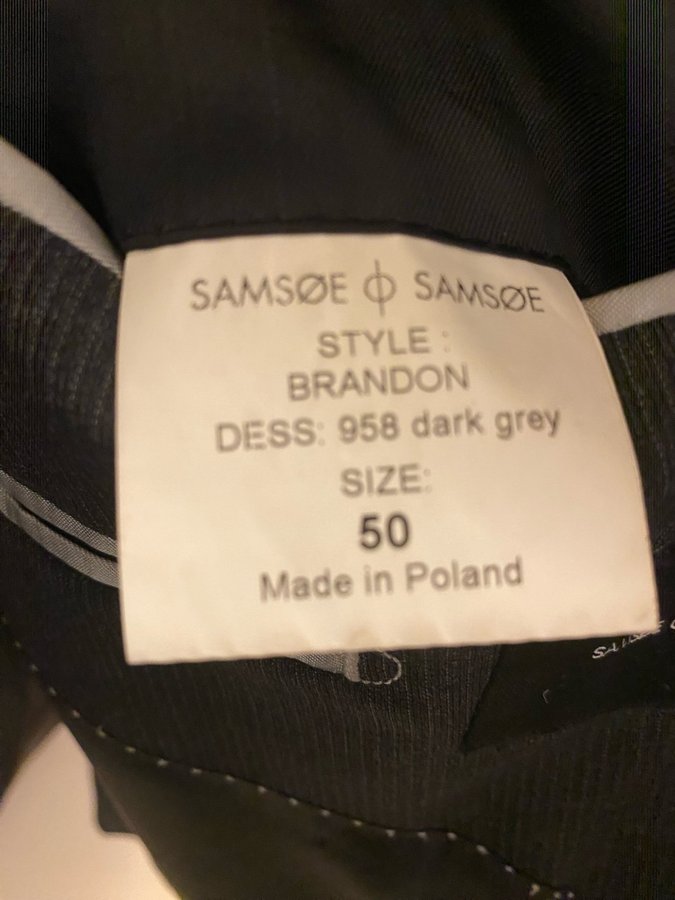 SAMSØE ϕ SAMSØE
STYLE :
BRANDON
DESS: 958 dark grey
SIZE:
50
Made in Poland